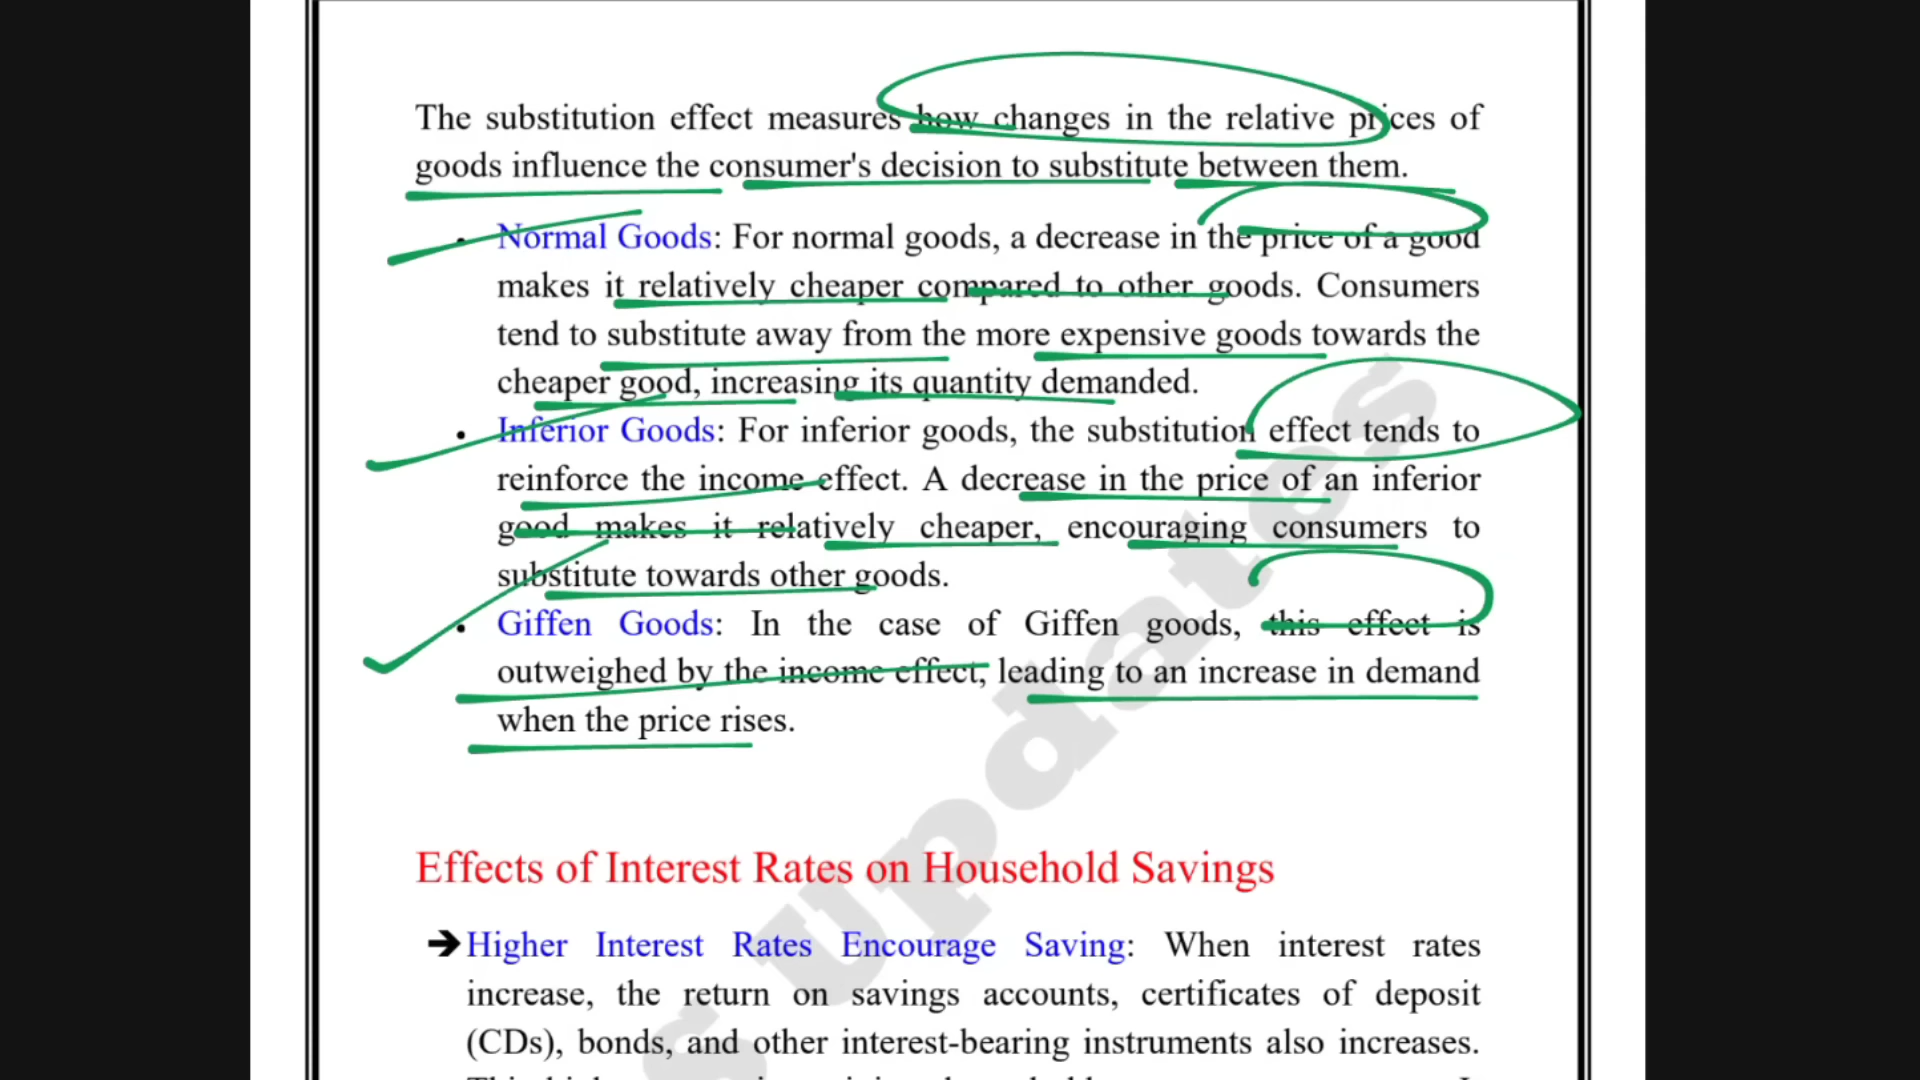 The substitution effect measures how changes in the relative prices of
goods influence the consumer's decision to substitute between them.
• Normal Goods: For normal goods, a decrease in the price of a good
makes it relatively cheaper compared to other goods. Consumers
tend to substitute away from the more expensive goods towards the
cheaper good, increasing its quantity demanded.
• Inferior Goods: For inferior goods, the substitution effect tends to
reinforce the income effect. A decrease in the price of an inferior
good makes it relatively cheaper, encouraging consumers to
substitute towards other goods.
• Giffen Goods: In the case of Giffen goods, this effect is
outweighed by the income effect, leading to an increase in demand
when the price rises.
Effects of Interest Rates on Household Savings
➔Higher Interest Rates Encourage Saving: When interest rates
increase, the return on savings accounts, certificates of deposit
(CDs), bonds, and other interest-bearing instruments also increases.
s Updates